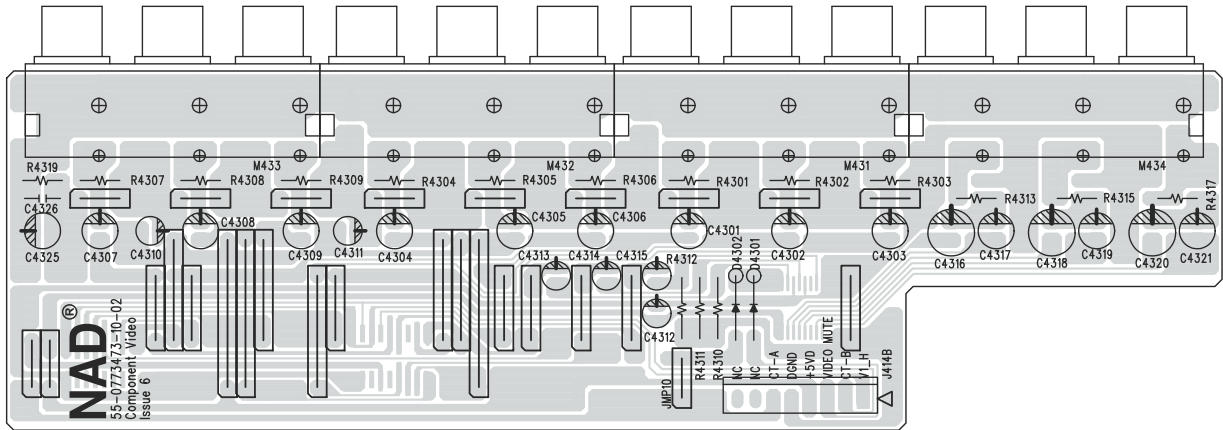 M433
M432
M431
M434
R4319
R4307
R4308
R4309
R4304
R4305
R4306
R4301
R4302
R4303
R4313
R4315
R4317
C4326
C4325
C4307
C4310
C4308
C4309
C4311
C4304
C4305
C4306
C4301
C4302
C4303
C4316
C4317
C4318
C4319
C4320
C4321
C4313
C4314
C4315
R4312
D4302
D4301
C4312
R4311
R4310
JMP10
NC
NC
CT-A
DGND
+5VD
VIDEO MUTE
CT-B
V1_H
J414B
NAD®
55-0773473-10-02
Component Video
Issue 6